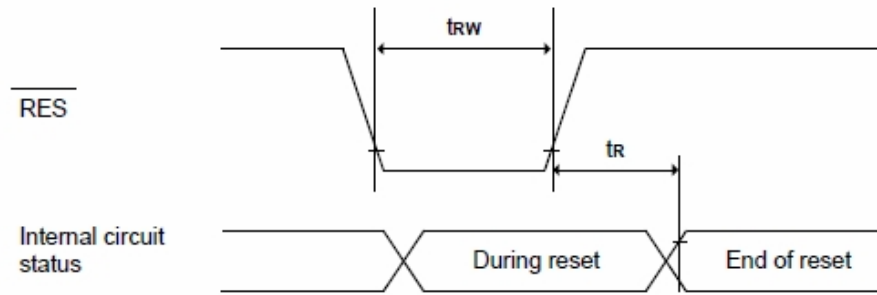 tRW
RES
tR
Internal circuit
status
During reset
End of reset